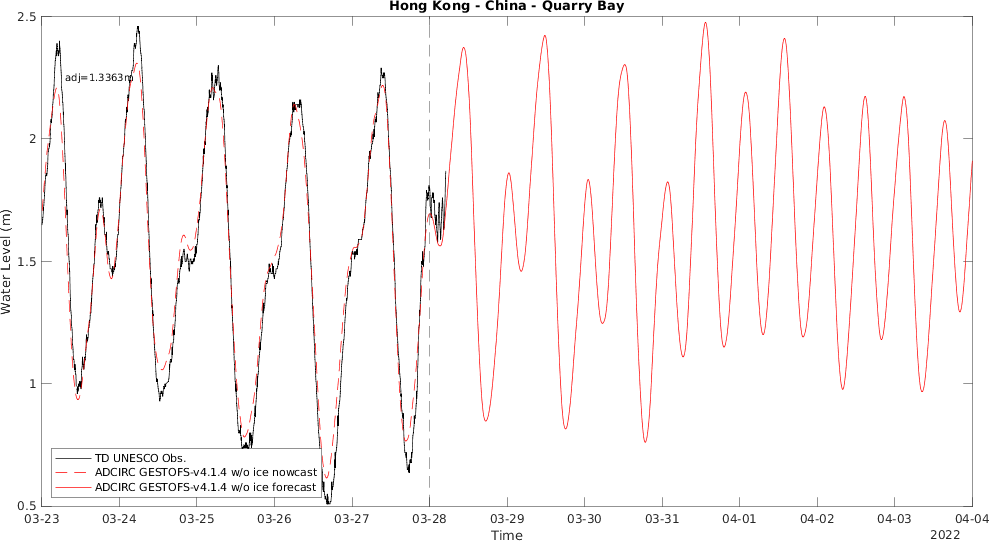 Hong Kong - China - Quarry Bay
2.5
2
1.5
1
0.5
Water Level (m)
adj=1.3363m
TD UNESCO Obs.
ADCIRC GESTOFS-v4.1.4 w/o ice nowcast
ADCIRC GESTOFS-v4.1.4 w/o ice forecast
03-23 03-24 03-25 03-26 03-27 03-28 03-29 03-30 03-31 04-01 04-02 04-03 04-04
Time
2022